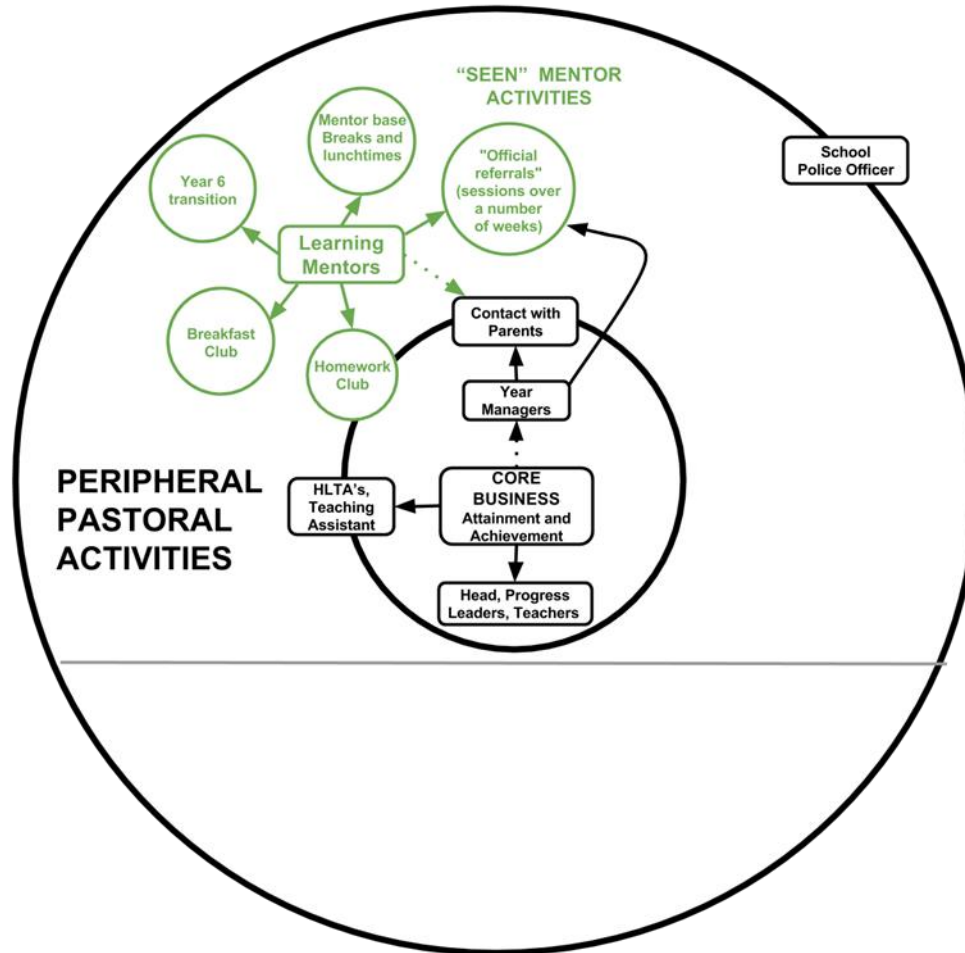 “SEEN” MENTOR
ACTIVITIES
Mentor base
Breaks and
lunchtimes
"Official
referrals"
(sessions over
a number
of weeks)
School
Police Officer
Year 6
transition
Learning
Mentors
Contact with
Parents
Breakfast
Club
Homework
Club
Year
Managers
PERIPHERAL
PASTORAL
ACTIVITIES
HLTA's,
Teaching
Assistant
CORE
BUSINESS
Attainment and
Achievement
Head, Progress
Leaders, Teachers